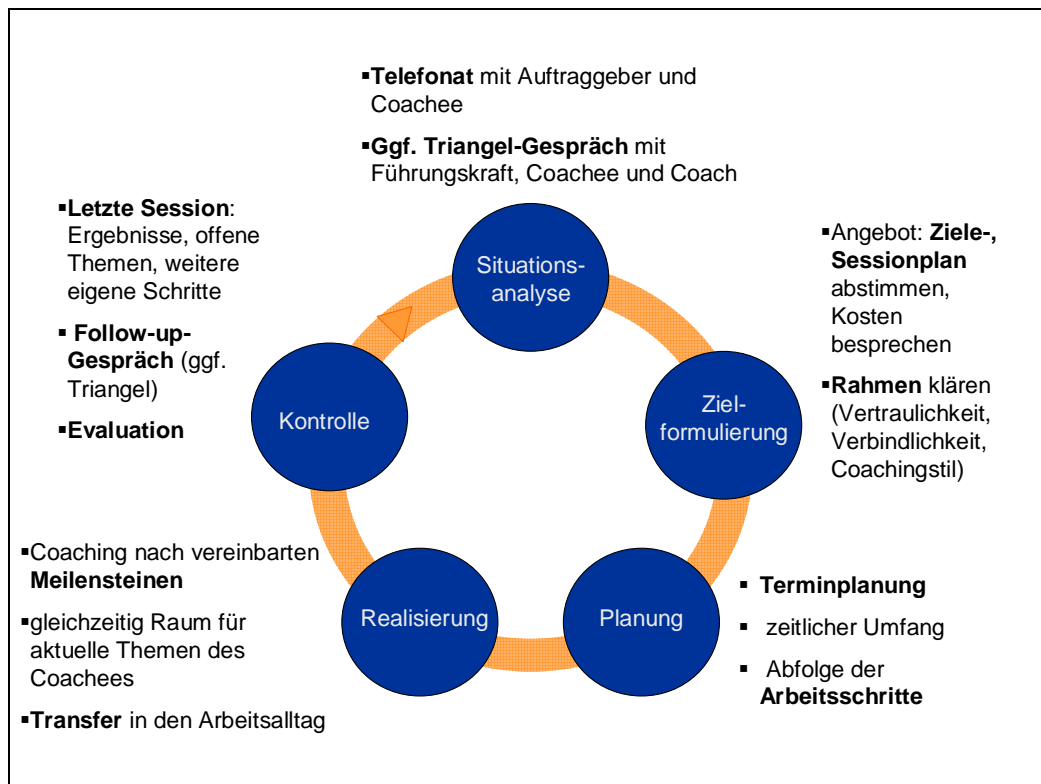 ▪Telefonat mit Auftraggeber und
Coachee
▪Ggf. Triangel-Gespräch mit
Führungskraft, Coachee und Coach
Situations-
analyse
▪Angebot: Ziele-,
Sessionplan
abstimmen,
Kosten
besprechen
▪Rahmen klären
(Vertraulichkeit,
Verbindlichkeit,
Coachingstil)
Ziel-
formulierung
▪ Terminplanung
▪ zeitlicher Umfang
▪ Abfolge der
Arbeitsschritte
Planung
Realisierung
▪Coaching nach vereinbarten
Meilensteinen
▪gleichzeitig Raum für
aktuelle Themen des
Coachees
▪Transfer in den Arbeitsalltag
▪Letzte Session:
Ergebnisse, offene
Themen, weitere
eigene Schritte
▪ Follow-up-
Gespräch (ggf.
Triangel)
▪Evaluation
Kontrolle